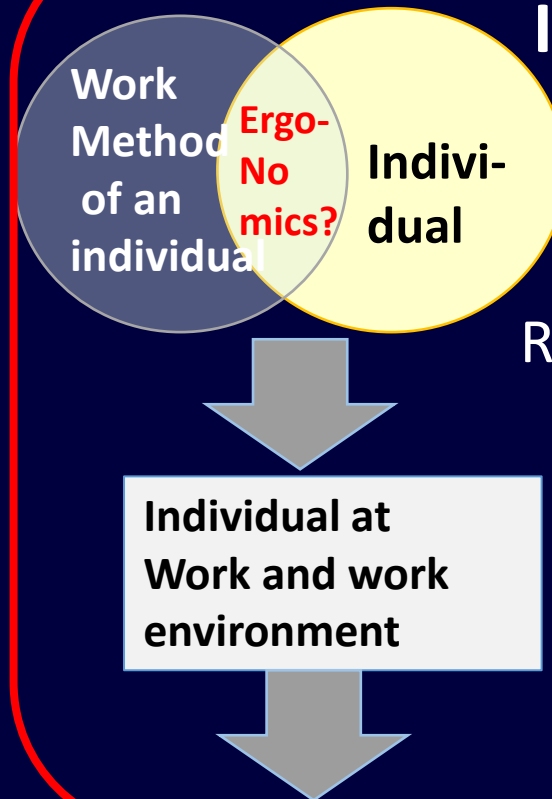 Work
Method
of an
individual
Ergo-
No
mics?
Indivi-
dual
R
Individual at
Work and work
environment